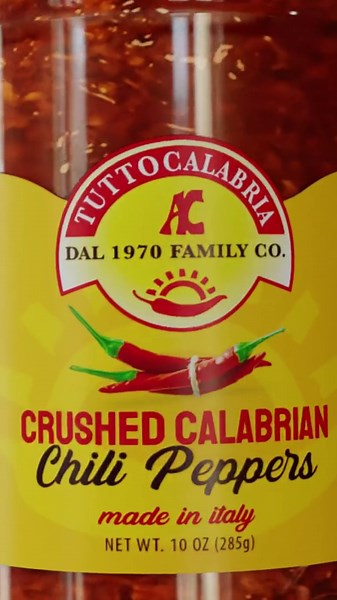 TUTTOCALABRIA
AC
DAL 1970 FAMILY CO.
CRUSHED CALABRIAN
Chili Peppers
made in italy
NET WT. 10 OZ (285g)